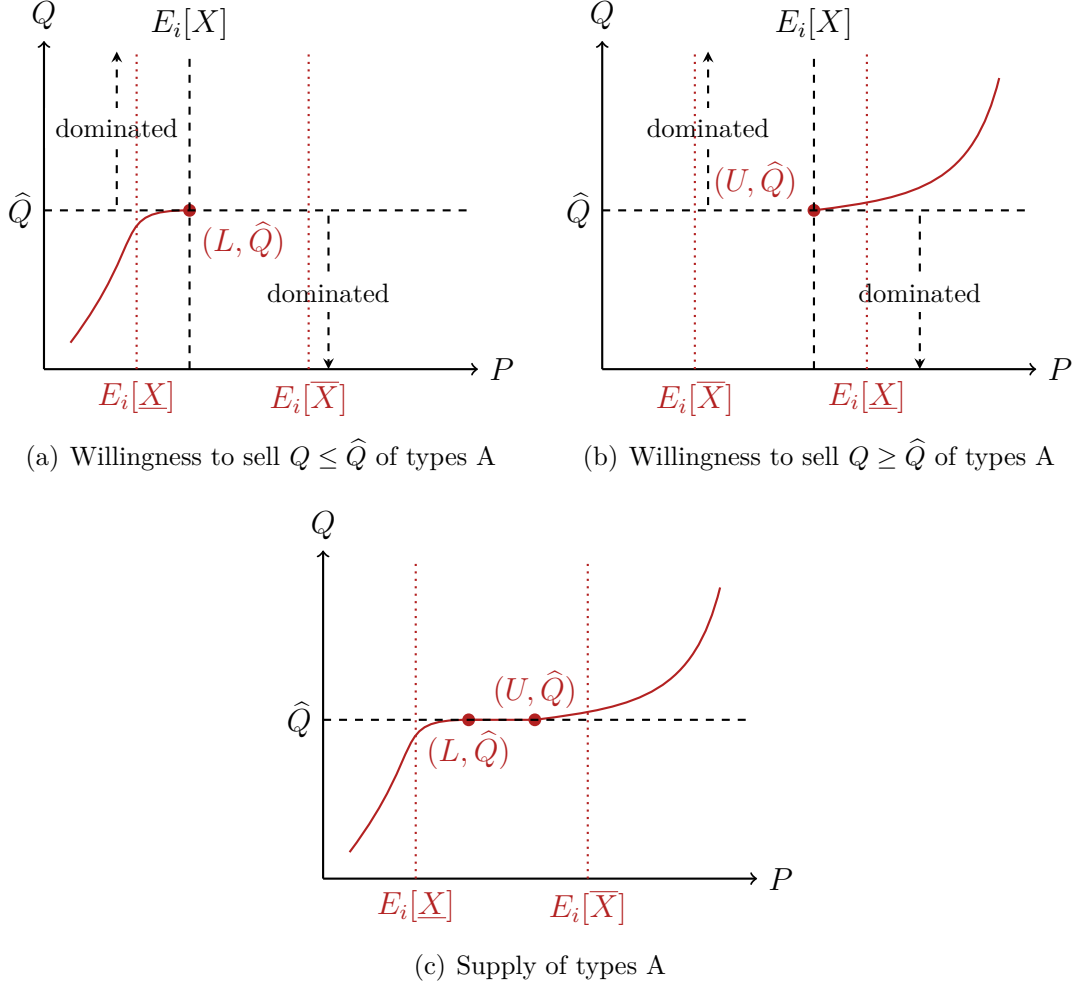 Q
E_i[X]
dominated
Q̂
(L, Q̂)
dominated
P
E_i[X̲]
E_i[X̅]
(a) Willingness to sell Q ≤ Q̂ of types A
Q
E_i[X]
dominated
(U, Q̂)
Q̂
dominated
P
E_i[X̅]
E_i[X̲]
(b) Willingness to sell Q ≥ Q̂ of types A
Q
(U, Q̂)
Q̂
(L, Q̂)
P
E_i[X̲]
E_i[X̅]
(c) Supply of types A